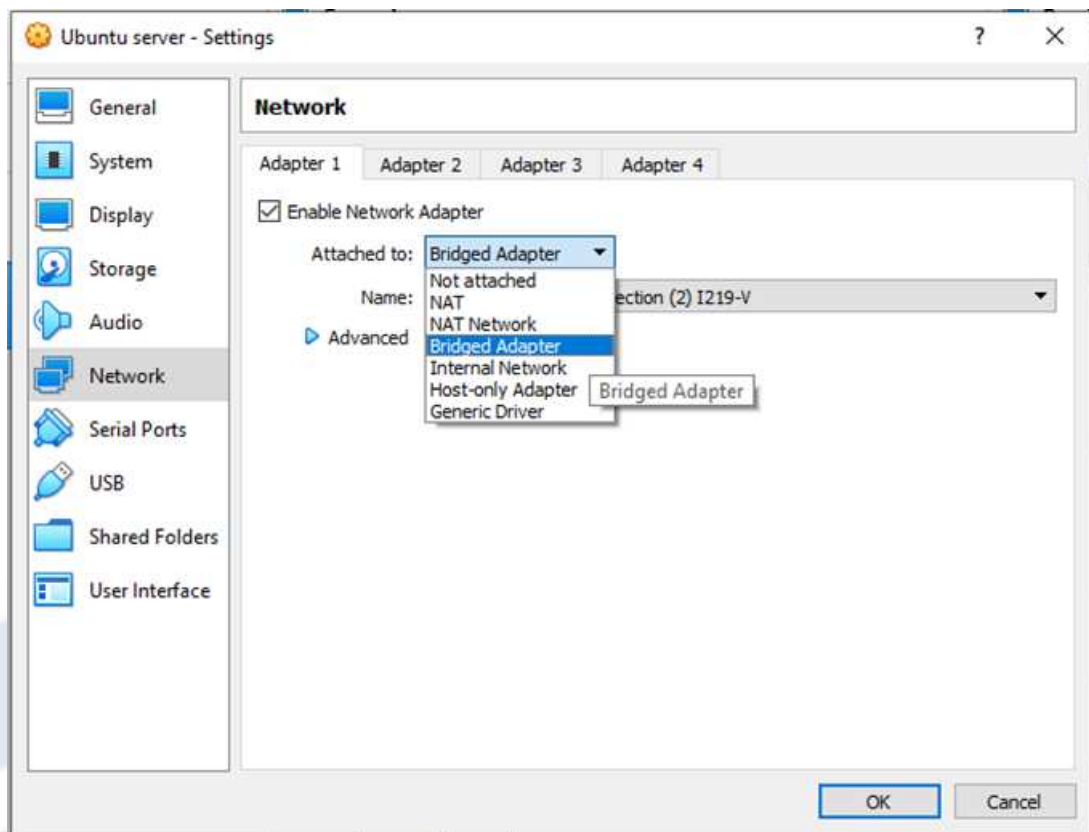 Ubuntu server - Settings
?
General
System
Display
Storage
Audio
Network
Serial Ports
USB
Shared Folders
User Interface
Network
Adapter 1 Adapter 2 Adapter 3 Adapter 4
Enable Network Adapter
Attached to: Bridged Adapter
Not attached
NAT
NAT Network
Bridged Adapter
Internal Network
Host-only Adapter
Generic Driver
Bridged Adapter
Name: (2) I219-V
Advanced
OK Cancel